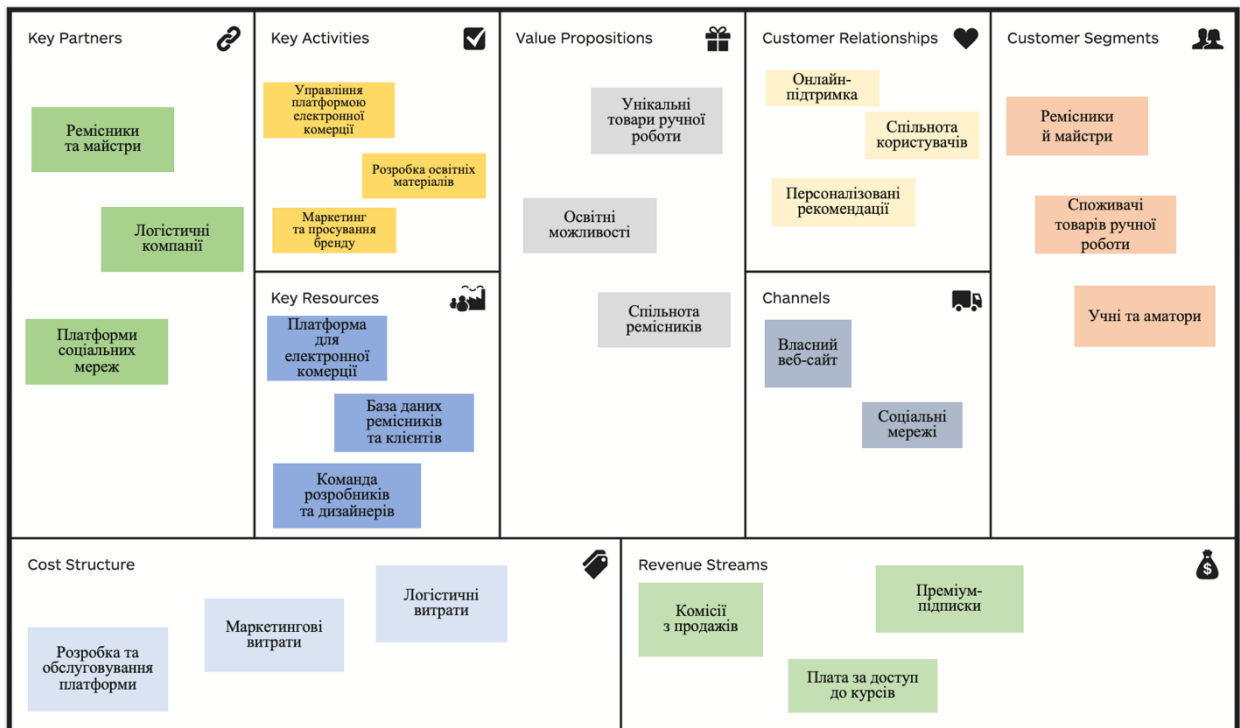 Key Partners
Ремісники
та майстри
Логістичні
компанії
Платформи
соціальних
мереж
Key Activities
Управління
платформою
електронної
комерції
Розробка освітніх
матеріалів
Маркетинг
та просування
бренду
Key Resources
Платформа
для
електронної
комерції
База даних
ремісників
та клієнтів
Команда
розробників
та дизайнерів
Value Propositions
Унікальні
товари ручної
роботи
Освітні
можливості
Спільнота
ремісників
Customer Relationships
Онлайн-
підтримка
Спільнота
користувачів
Персоналізовані
рекомендації
Channels
Власний
веб-сайт
Соціальні
мережі
Customer Segments
Ремісники
й майстри
Споживачі
товарів ручної
роботи
Учні та аматори
Cost Structure
Розробка та
обслуговування
платформи
Маркетингові
витрати
Логістичні
витрати
Revenue Streams
$
Комісії
з продажів
Преміум-
підписки
Плата за доступ
до курсів